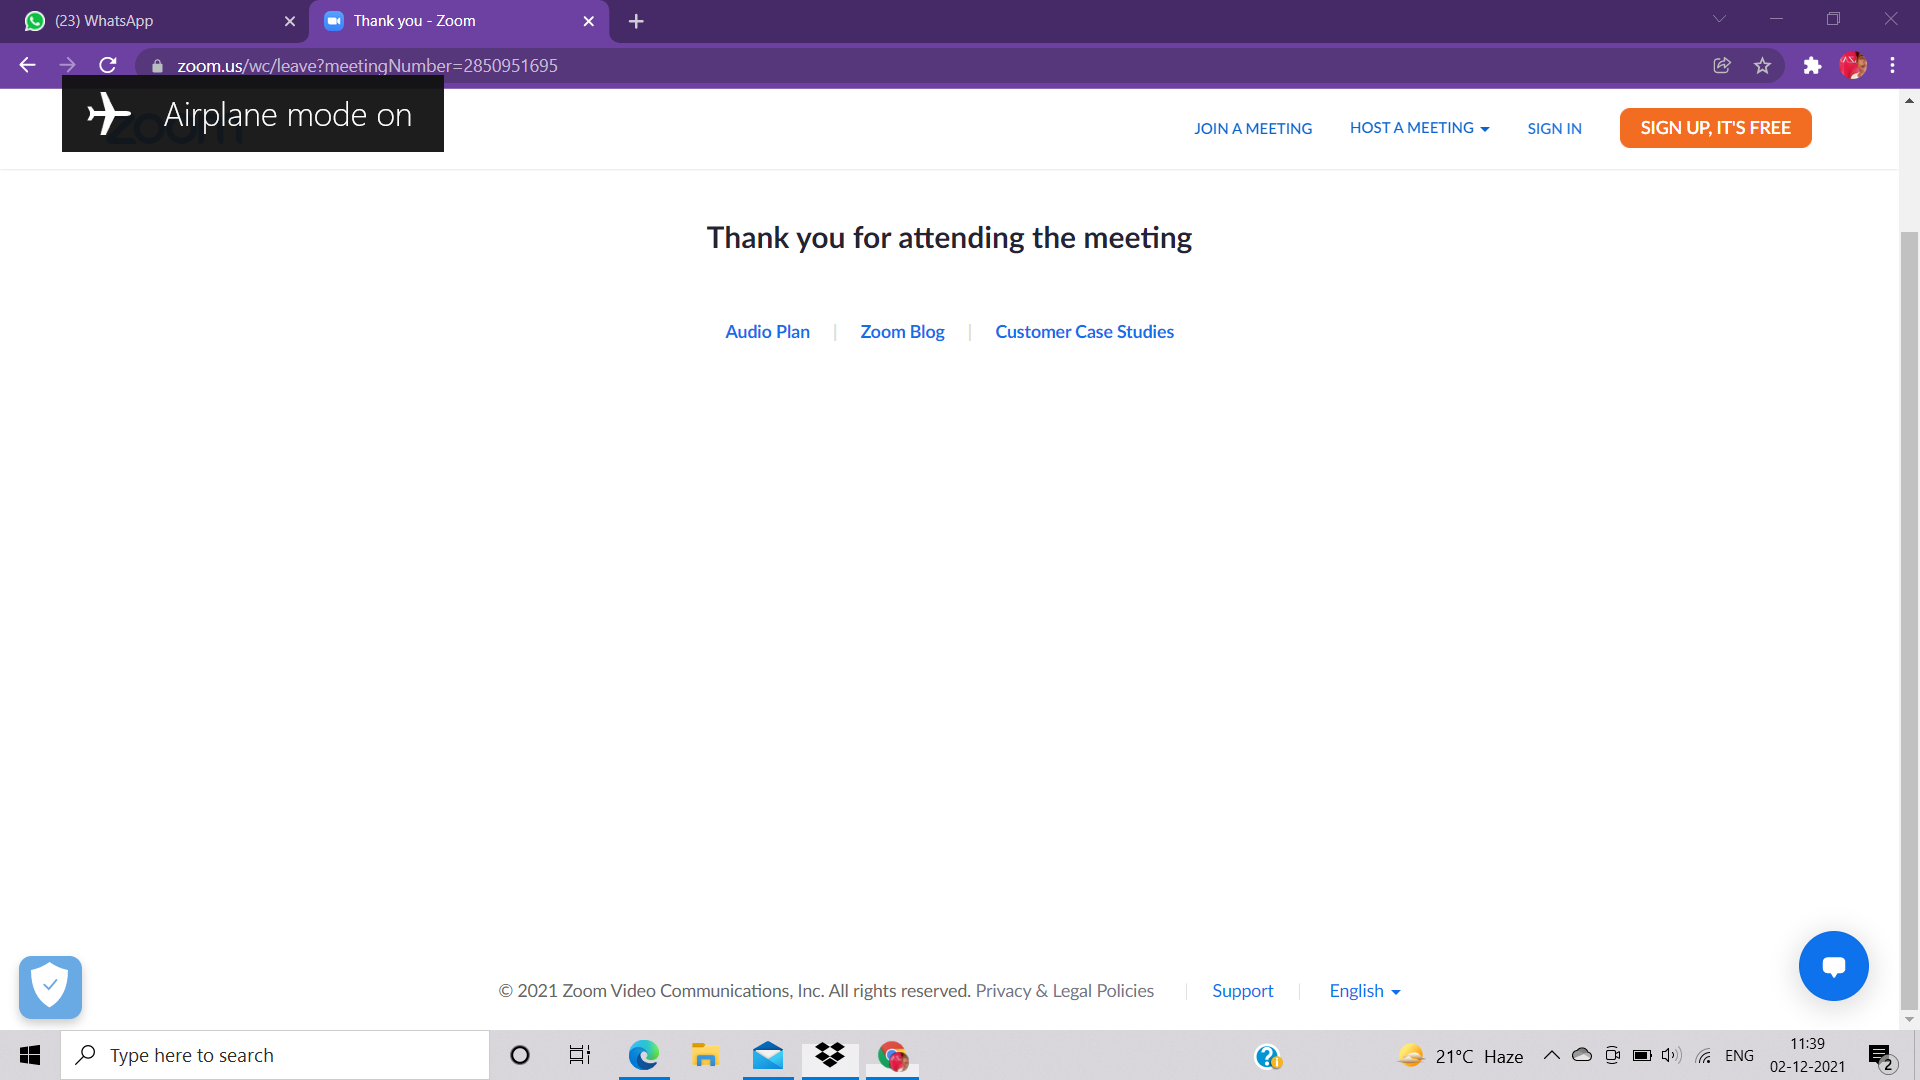 (23) WhatsApp
Thank you - Zoom
zoom.us/wc/leave?meetingNumber=2850951695
Airplane mode on
zoom
JOIN A MEETING
HOST A MEETING
SIGN IN
SIGN UP, IT'S FREE
Thank you for attending the meeting
Audio Plan | Zoom Blog | Customer Case Studies
© 2021 Zoom Video Communications, Inc. All rights reserved. Privacy & Legal Policies
Support
English
Type here to search
21°C Haze
ENG
11:39
02-12-2021
2